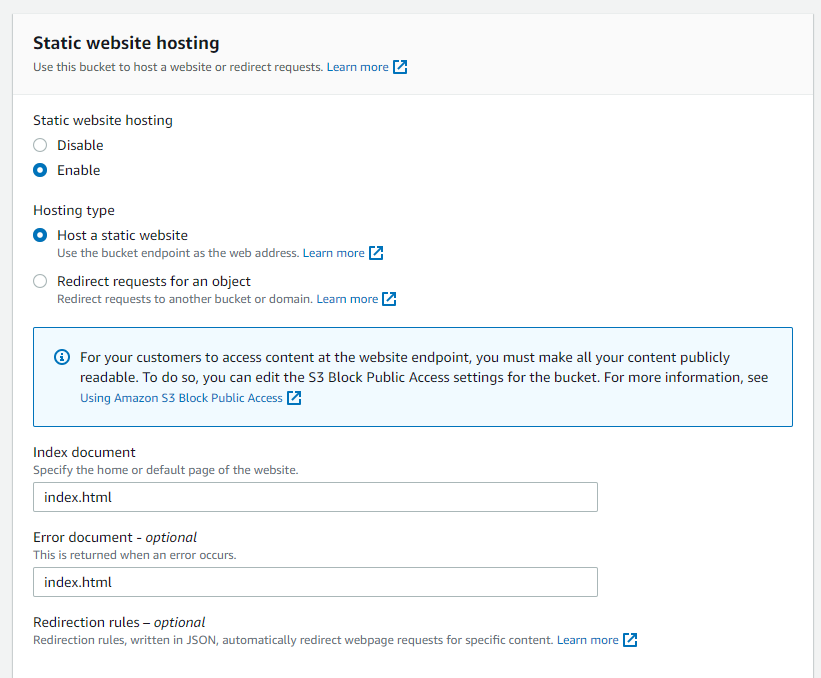 Static website hosting
Use this bucket to host a website or redirect requests. Learn more
Static website hosting
Disable
Enable
Hosting type
Host a static website
Use the bucket endpoint as the web address. Learn more
Redirect requests for an object
Redirect requests to another bucket or domain. Learn more
For your customers to access content at the website endpoint, you must make all your content publicly
readable. To do so, you can edit the S3 Block Public Access settings for the bucket. For more information, see
Using Amazon S3 Block Public Access
Index document
Specify the home or default page of the website.
index.html
Error document - optional
This is returned when an error occurs.
index.html
Redirection rules – optional
Redirection rules, written in JSON, automatically redirect webpage requests for specific content. Learn more